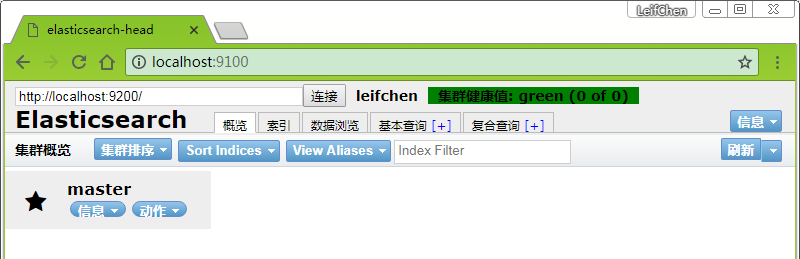 LeifChen
elasticsearch-head
localhost:9100
http://localhost:9200/ 连接 leifchen 集群健康值: green (0 of 0)
Elasticsearch 概览 索引 数据浏览 基本查询 [+] 复合查询 [+] 信息
集群概览 集群排序 Sort Indices View Aliases Index Filter 刷新
master
信息 动作